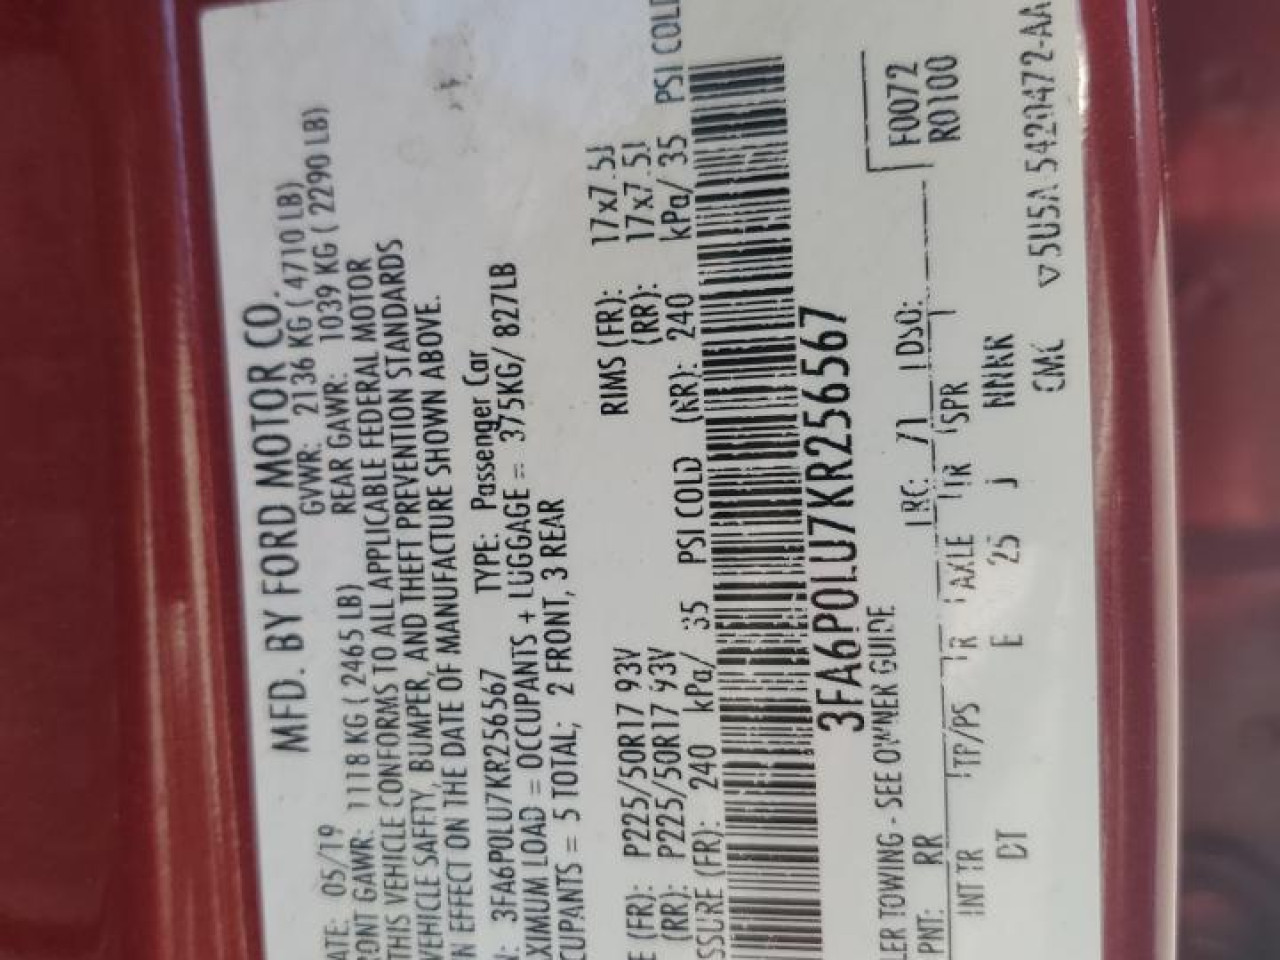 MFD. BY FORD MOTOR CO.
ATE: 05/19 GVWR: 2136 KG ( 4710 LB)
RONT GAWR: 1118 KG ( 2465 LB) REAR GAWR: 1039 KG ( 2290 LB)
THIS VEHICLE CONFORMS TO ALL APPLICABLE FEDERAL MOTOR
VEHICLE SAFETY, BUMPER, AND THEFT PREVENTION STANDARDS
N EFFECT ON THE DATE OF MANUFACTURE SHOWN ABOVE.
N: 3FA6P0LU7KR256567 TYPE: Passenger Car
XIMUM LOAD = OCCUPANTS + LUGGAGE = 375KG/ 827LB
CUPANTS = 5 TOTAL; 2 FRONT, 3 REAR
E (FR): P225/50R17 93V RIMS (FR): 17x7.5J
(RR): P225/50R17 93V (RR): 17x7.5J
SSURE (FR): 240 kPa/ 35 PSI COLD (RR): 240 kPa/ 35 PSI COLD
3FA6P0LU7KR256567
LER TOWING - SEE OWNER GUIDE
F0072
R0100
PNT: RR RC: 71 DSO:
INT TR TP/PS R AXLE TR SPR
DT E 25 J NNNR
▽5U5A 5420472-AA